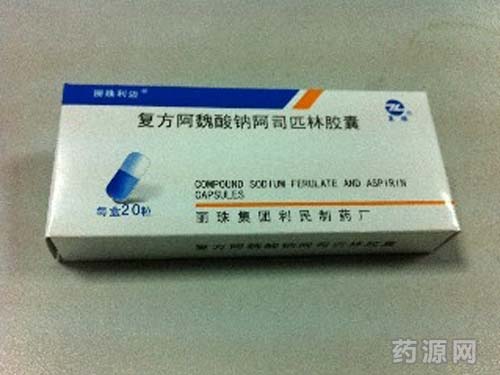 丽珠利迈®
复方阿魏酸钠阿司匹林胶囊
COMPOUND SODIUM FERULATE AND ASPIRIN
CAPSULES
每盒20粒
丽珠集团利民制药厂
复方阿魏酸钠阿司匹林胶囊
药源网